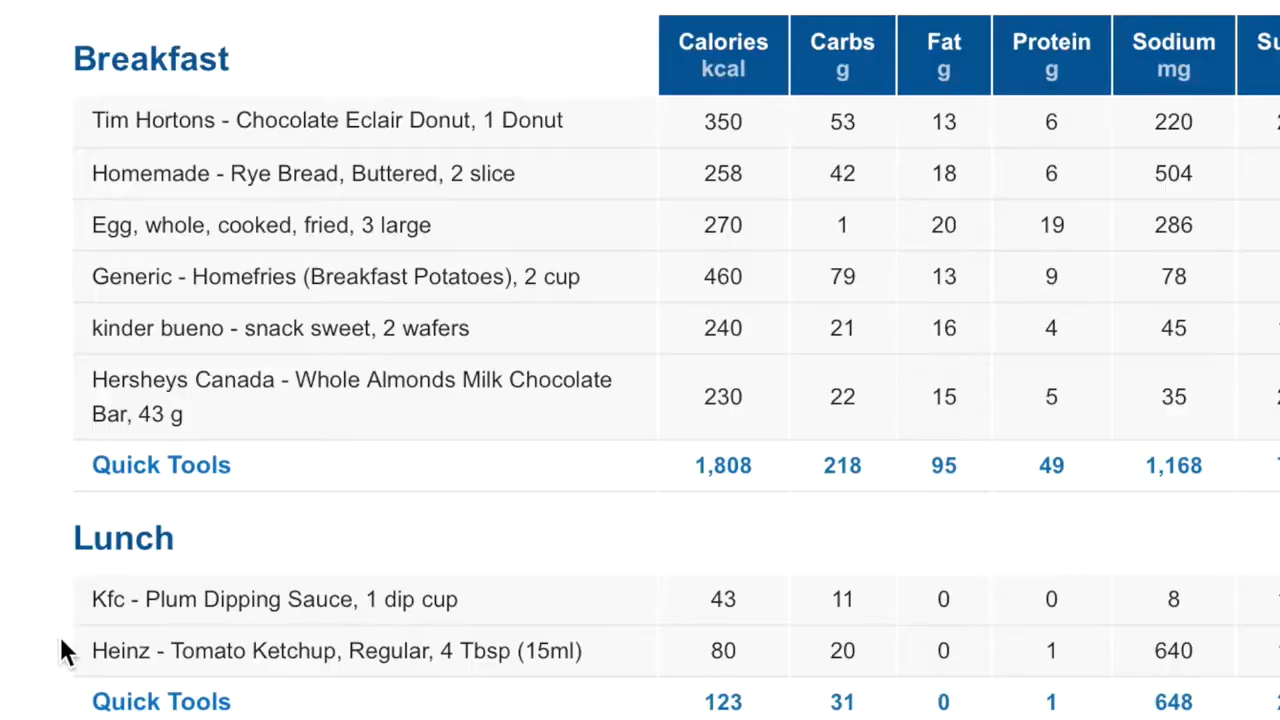 Breakfast
Calories Carbs Fat Protein Sodium
kcal g g g mg
Tim Hortons - Chocolate Eclair Donut, 1 Donut 350 53 13 6 220
Homemade - Rye Bread, Buttered, 2 slice 258 42 18 6 504
Egg, whole, cooked, fried, 3 large 270 1 20 19 286
Generic - Homefries (Breakfast Potatoes), 2 cup 460 79 13 9 78
kinder bueno - snack sweet, 2 wafers 240 21 16 4 45
Hersheys Canada - Whole Almonds Milk Chocolate
Bar, 43 g 230 22 15 5 35
Quick Tools 1,808 218 95 49 1,168
Lunch
Kfc - Plum Dipping Sauce, 1 dip cup 43 11 0 0 8
Heinz - Tomato Ketchup, Regular, 4 Tbsp (15ml) 80 20 0 1 640
Quick Tools 123 31 0 1 648